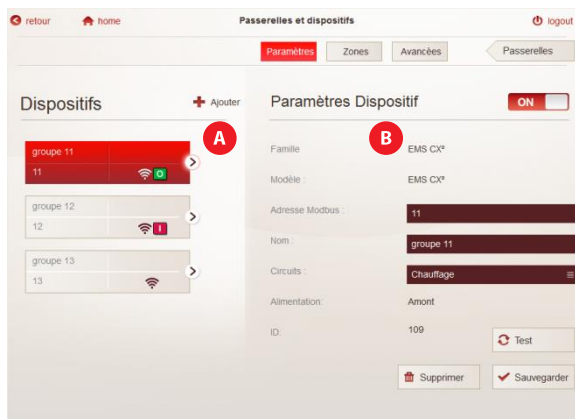 retour
home
Passerelles et dispositifs
logout
Paramètres
Zones
Avancèes
Passerelles
Dispositifs
Ajouter
A
groupe 11
11
O
groupe 12
12
I
groupe 13
13
Paramètres Dispositif
ON
B
Famille
EMS CX³
Modèle :
EMS CX³
Adresse Modbus :
11
Nom :
groupe 11
Circuits :
Chauffage
Alimentation:
Amont
ID:
109
Test
Supprimer
Sauvegarder